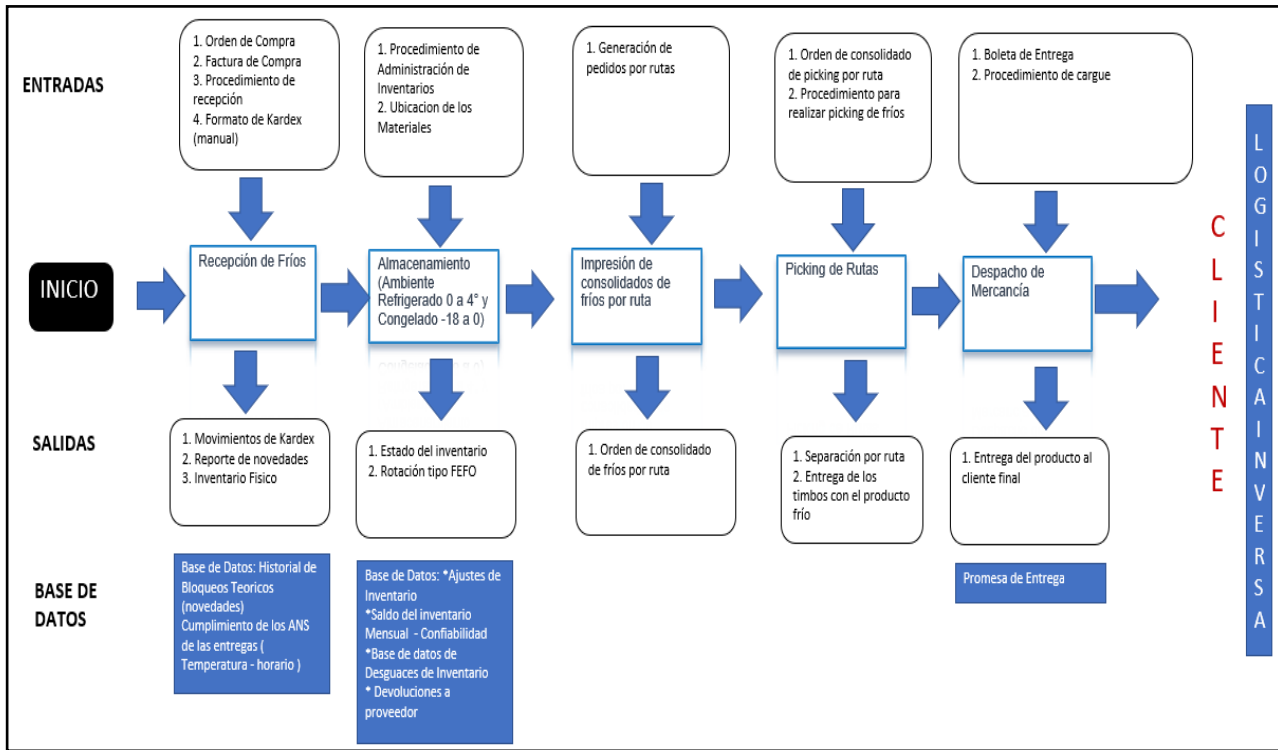 ENTRADAS
1. Orden de Compra
2. Factura de Compra
3. Procedimiento de
recepción
4. Formato de Kardex
(manual)
1. Procedimiento de
Administración de
Inventarios
2. Ubicacion de los
Materiales
1. Generación de
pedidos por rutas
1. Orden de consolidado
de picking por ruta
2. Procedimiento para
realizar picking de fríos
1. Boleta de Entrega
2. Procedimiento de cargue
INICIO
Recepción de Fríos
Almacenamiento
(Ambiente
Refrigerado 0 a 4° y
Congelado -18 a 0)
Impresión de
consolidados de
fríos por ruta
Picking de Rutas
Despacho de
Mercancía
CLIENTE
LOGISTICAINVERSA
SALIDAS
1. Movimientos de Kardex
2. Reporte de novedades
3. Inventario Fisico
1. Estado del inventario
2. Rotación tipo FEFO
1. Orden de consolidado
de fríos por ruta
1. Separación por ruta
2. Entrega de los
timbos con el producto
frío
1. Entrega del producto al
cliente final
BASE DE
DATOS
Base de Datos: Historial de
Bloqueos Teoricos
(novedades)
Cumplimiento de los ANS
de las entregas (
Temperatura - horario )
Base de Datos: *Ajustes de
Inventario
*Saldo del inventario
Mensual - Confiabilidad
*Base de datos de
Desguaces de Inventario
* Devoluciones a
proveedor
Promesa de Entrega